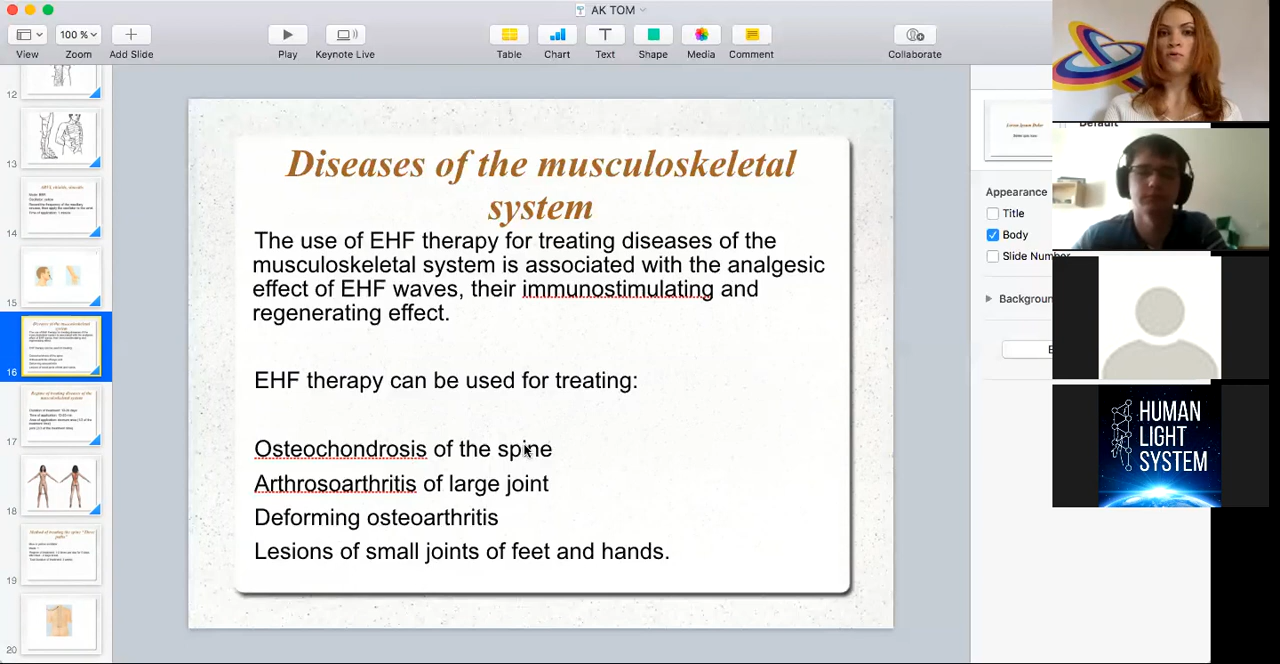 AK TOM
100 %
View
Zoom
Add Slide
Play
Keynote Live
Table
Chart
Text
Shape
Media
Comment
Collaborate
12
13
14
15
16
17
18
19
20
Diseases of the musculoskeletal
system
The use of EHF therapy for treating diseases of the
musculoskeletal system is associated with the analgesic
effect of EHF waves, their immunostimulating and
regenerating effect.
EHF therapy can be used for treating:
Osteochondrosis of the spine
Arthrosoarthritis of large joint
Deforming osteoarthritis
Lesions of small joints of feet and hands.
Default
Appearance
Title
Body
Slide Number
HUMAN
LIGHT
SYSTEM